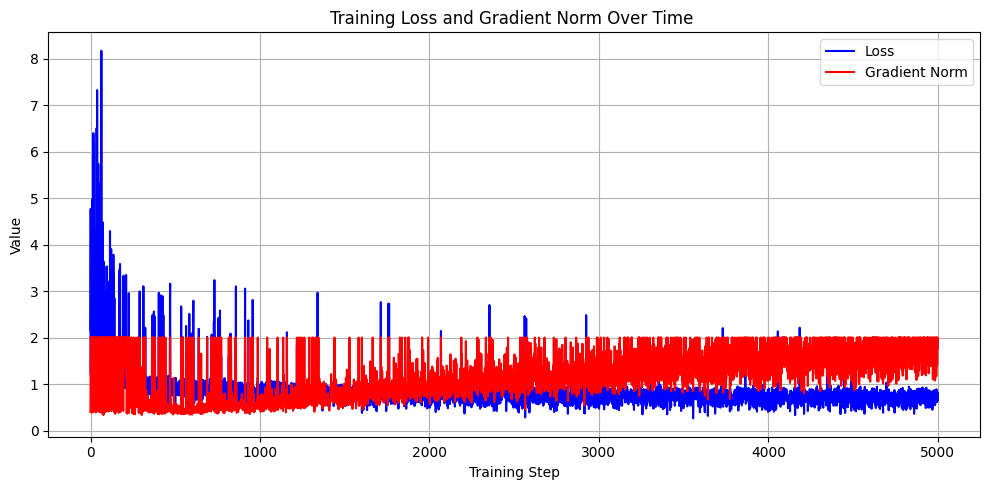 Training Loss and Gradient Norm Over Time
Loss
Gradient Norm
Value
8
7
6
5
4
3
2
1
0
0 1000 2000 3000 4000 5000
Training Step